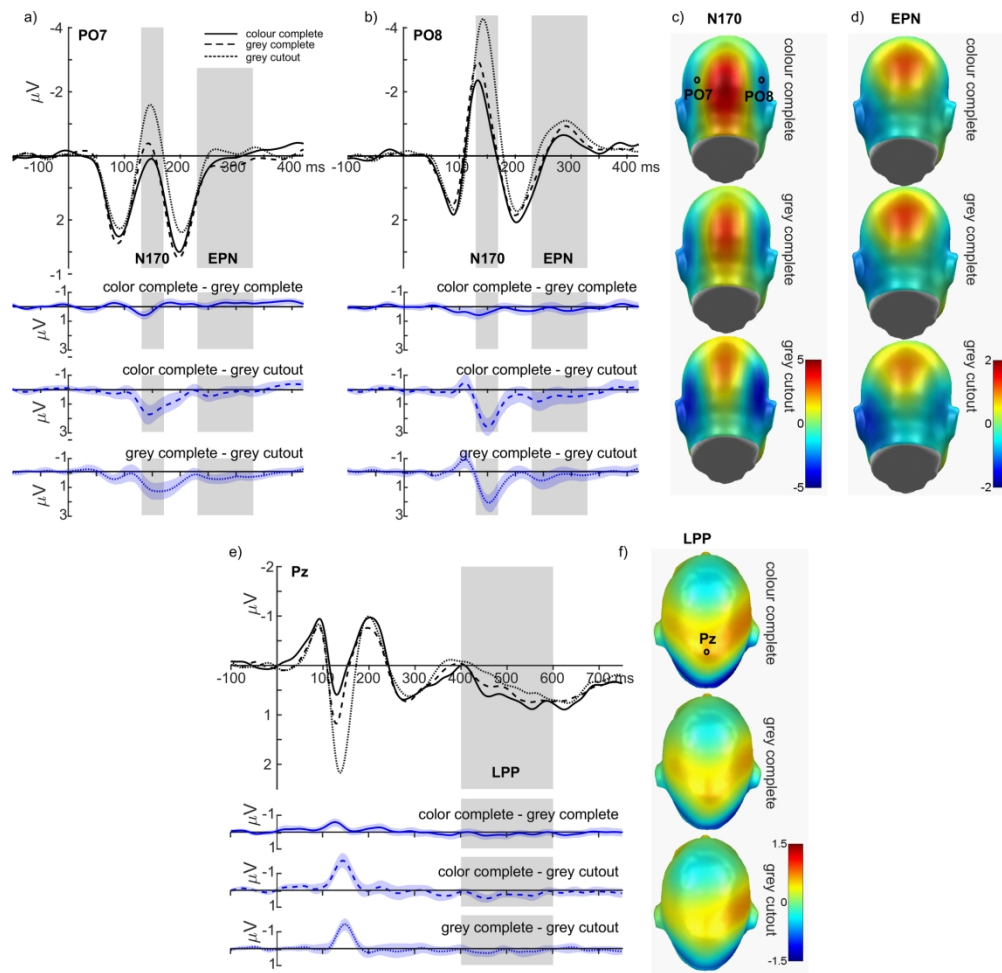 a)
PO7
colour complete
grey complete
grey cutout
-4
-2
2
μV
-100
100
200
300
400 ms
N170
EPN
-1
color complete - grey complete
μV
1
3
-1
color complete - grey cutout
μV
1
3
-1
grey complete - grey cutout
μV
1
3
b)
PO8
-100
100
200
300
400 ms
N170
EPN
-1
color complete - grey complete
1
3
-1
color complete - grey cutout
1
3
-1
grey complete - grey cutout
1
3
c)
N170
PO7
PO8
colour complete
grey complete
grey cutout
5
0
-5
d)
EPN
colour complete
grey complete
grey cutout
2
0
-2
e)
Pz
-2
-1
1
2
μV
-100
100
200
300
400
500
600
700 ms
LPP
-1
color complete - grey complete
μV
1
-1
color complete - grey cutout
μV
1
-1
grey complete - grey cutout
μV
1
f)
LPP
Pz
colour complete
grey complete
grey cutout
1.5
0
-1.5